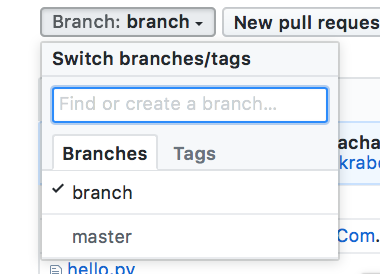 Branch: branch
New pull reques
Switch branches/tags
Find or create a branch...
Branches
Tags
acha
krabe
branch
master
Com.
hello.py